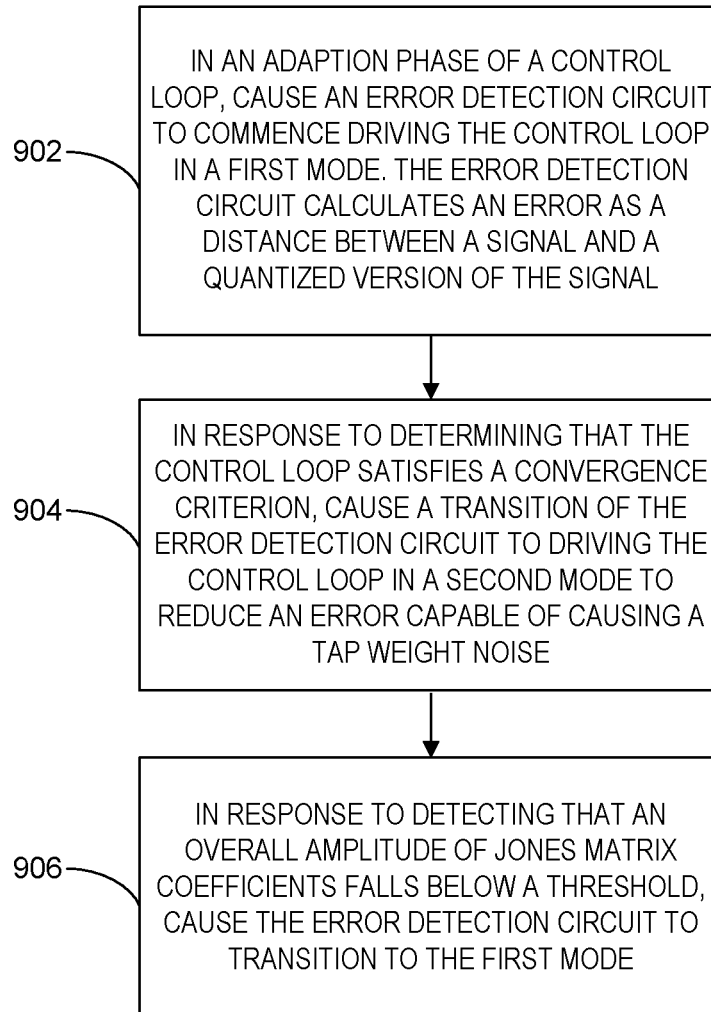 902
IN AN ADAPTION PHASE OF A CONTROL
LOOP, CAUSE AN ERROR DETECTION CIRCUIT
TO COMMENCE DRIVING THE CONTROL LOOP
IN A FIRST MODE. THE ERROR DETECTION
CIRCUIT CALCULATES AN ERROR AS A
DISTANCE BETWEEN A SIGNAL AND A
QUANTIZED VERSION OF THE SIGNAL
904
IN RESPONSE TO DETERMINING THAT THE
CONTROL LOOP SATISFIES A CONVERGENCE
CRITERION, CAUSE A TRANSITION OF THE
ERROR DETECTION CIRCUIT TO DRIVING THE
CONTROL LOOP IN A SECOND MODE TO
REDUCE AN ERROR CAPABLE OF CAUSING A
TAP WEIGHT NOISE
906
IN RESPONSE TO DETECTING THAT AN
OVERALL AMPLITUDE OF JONES MATRIX
COEFFICIENTS FALLS BELOW A THRESHOLD,
CAUSE THE ERROR DETECTION CIRCUIT TO
TRANSITION TO THE FIRST MODE